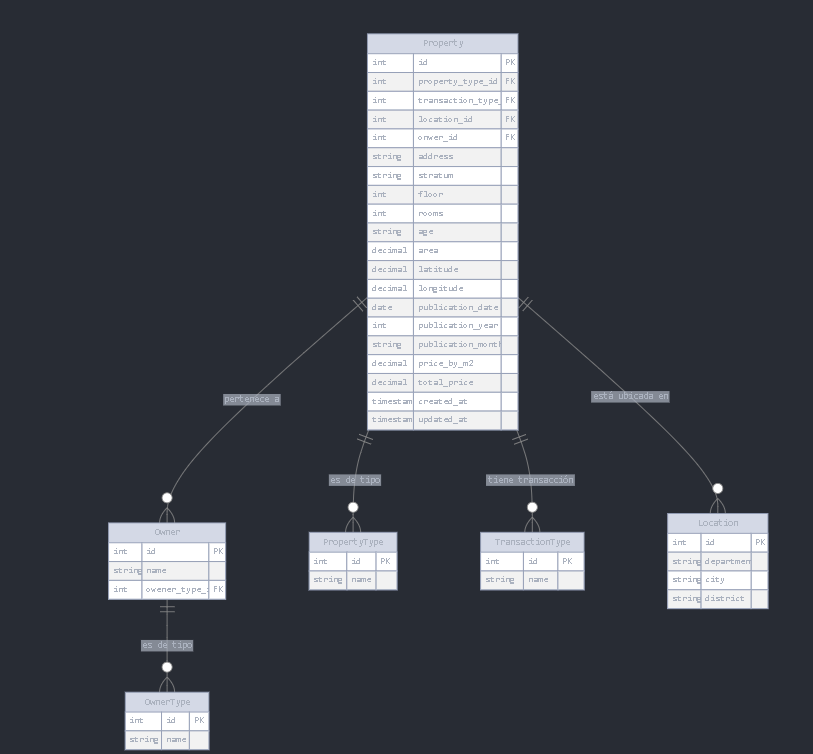 Property
int id PK
int property_type_id FK
int transaction_type_ FK
int location_id FK
int onwer_id FK
string address
string stratum
int floor
int rooms
string age
decimal area
decimal latitude
decimal longitude
date publication_date
int publication_year
string publication_month
decimal price_by_m2
decimal total_price
timestam created_at
timestam updated_at
pertenece a
está ubicada en
es de tipo
tiene transacción
Owner
int id PK
string name
int owener_type_i FK
PropertyType
int id PK
string name
TransactionType
int id PK
string name
Location
int id PK
string departmen
string city
string district
es de tipo
OwnerType
int id PK
string name